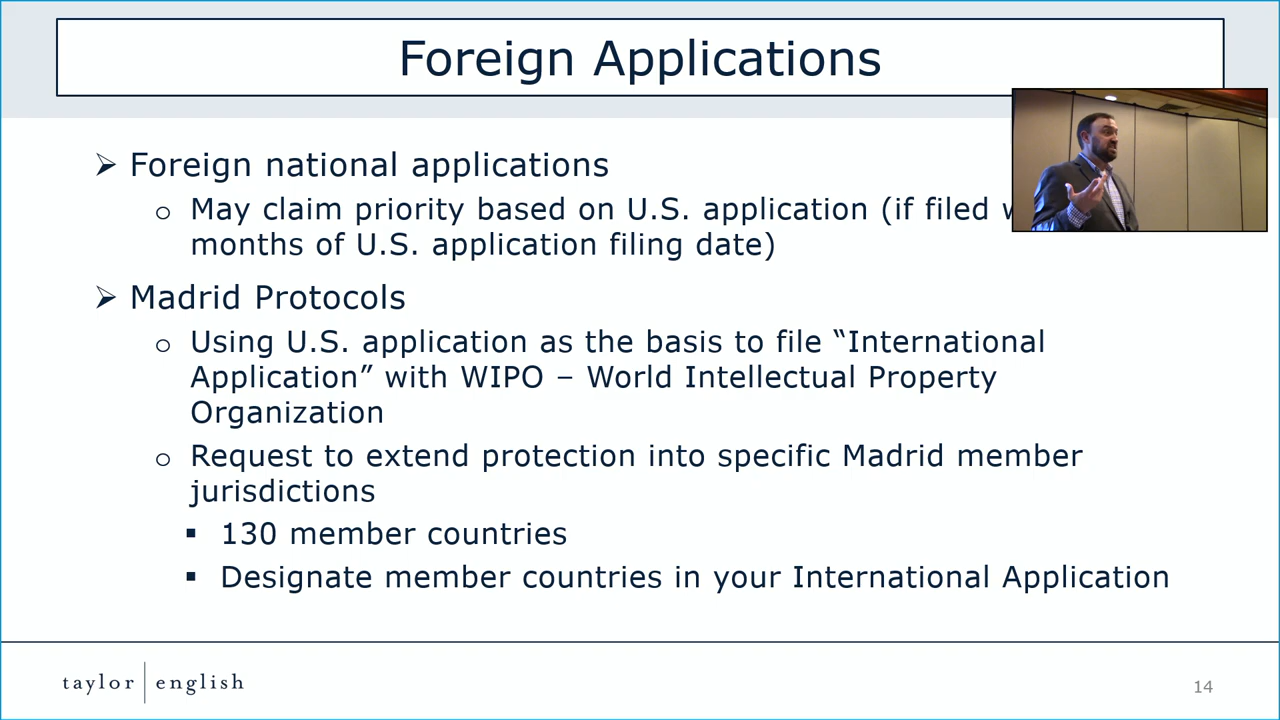 Foreign Applications
Foreign national applications
May claim priority based on U.S. application (if filed
months of U.S. application filing date)
Madrid Protocols
Using U.S. application as the basis to file “International
Application” with WIPO – World Intellectual Property
Organization
Request to extend protection into specific Madrid member
jurisdictions
130 member countries
Designate member countries in your International Application
taylor english
14